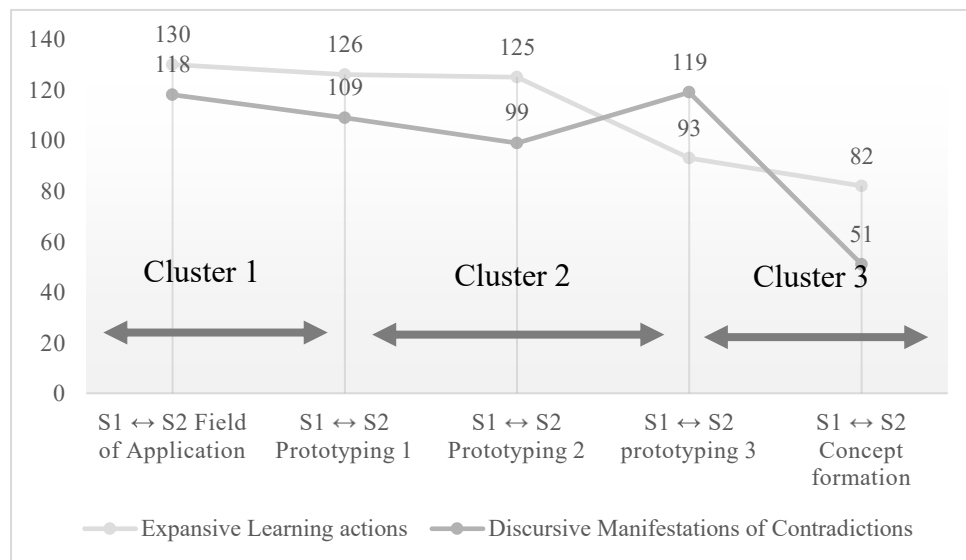 140
120
100
80
60
40
20
0
130
118
126
109
125
99
119
93
82
51
Cluster 1
Cluster 2
Cluster 3
S1 ↔ S2 Field
of Application
S1 ↔ S2
Prototyping 1
S1 ↔ S2
Prototyping 2
S1 ↔ S2
prototyping 3
S1 ↔ S2
Concept
formation
Expansive Learning actions
Discursive Manifestations of Contradictions